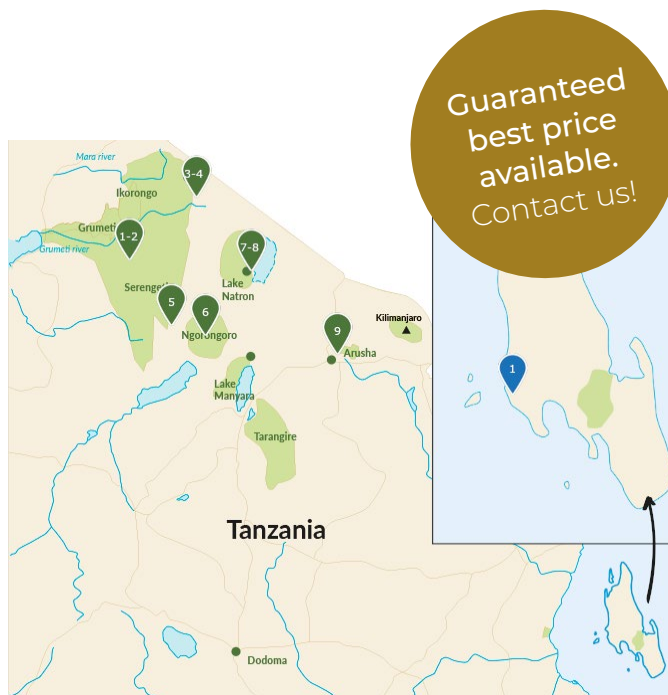 Guaranteed
best price
available.
Contact us!
Mara river
3-4
Ikorongo
Grumeti
1-2
Grumeti river
7-8
Serengeti
Lake
Natron
5
6
Ngorongoro
9
Kilimanjaro
Arusha
Lake
Manyara
1
Tarangire
Tanzania
Dodoma